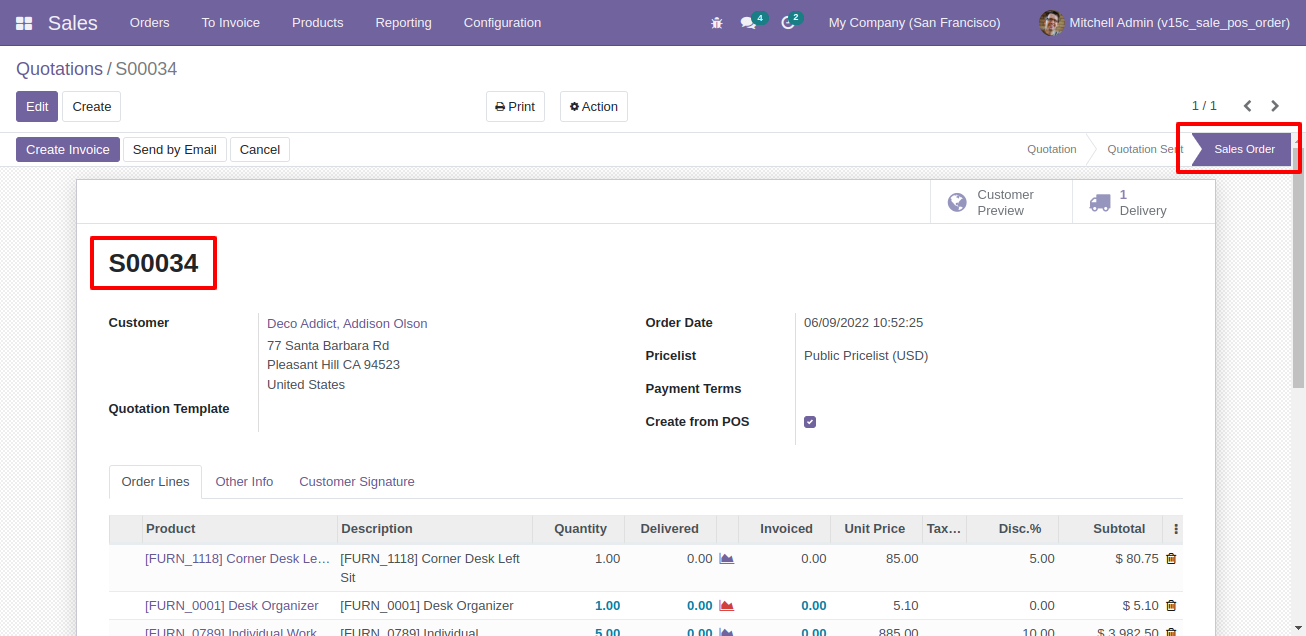 Sales Orders To Invoice Products Reporting Configuration 4 2 My Company (San Francisco) Mitchell Admin (v15c_sale_pos_order)
Quotations / S00034
Edit Create Print Action 1 / 1
Create Invoice Send by Email Cancel Quotation Quotation Sent Sales Order
Customer Preview
1 Delivery
S00034
Customer Deco Addict, Addison Olson Order Date 06/09/2022 10:52:25
77 Santa Barbara Rd
Pleasant Hill CA 94523 Pricelist Public Pricelist (USD)
United States
Payment Terms
Quotation Template
Create from POS
Order Lines Other Info Customer Signature
Product Description Quantity Delivered Invoiced Unit Price Tax… Disc.% Subtotal
[FURN_1118] Corner Desk Le… [FURN_1118] Corner Desk Left 1.00 0.00 0.00 85.00 5.00 $ 80.75
Sit
[FURN_0001] Desk Organizer [FURN_0001] Desk Organizer 1.00 0.00 0.00 5.10 0.00 $ 5.10
[FURN_0789] Individual Work [FURN_0789] Individual 5.00 0.00 0.00 885.00 10.00 $ 3,982.50